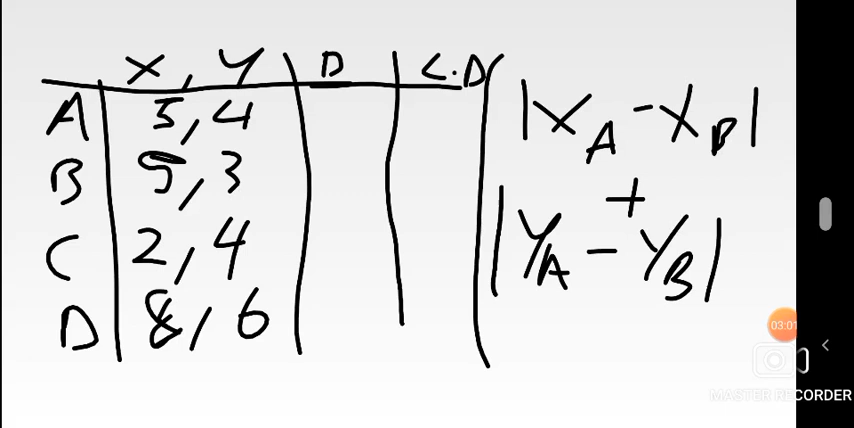 X, Y D C.D
A 5, 4
B 9, 3
C 2, 4
D 8, 6
|X_A - X_B|
+
|Y_A - Y_B|
03:01
MASTER RECORDER